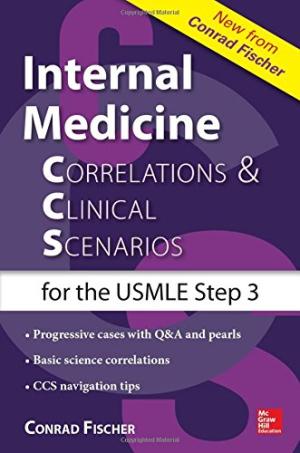 New from
Conrad Fischer
Internal
Medicine
CORRELATIONS &
CLINICAL
SCENARIOS
for the USMLE Step 3
• Progressive cases with Q&A and pearls
• Basic science correlations
• CCS navigation tips
CONRAD FISCHER
Mc
Graw
Hill
Education
CCS